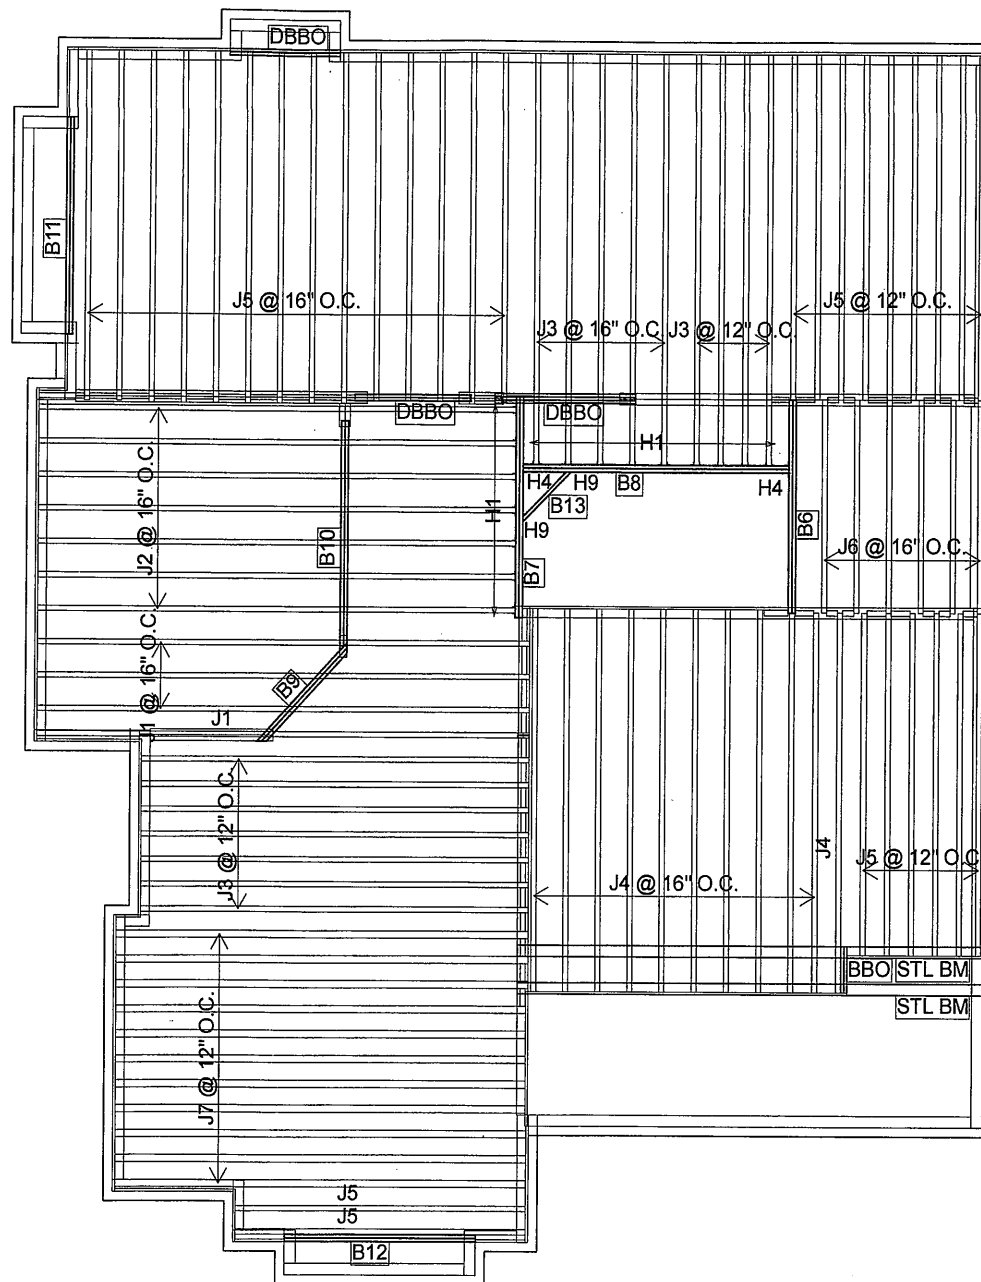 DBBO
B11
J5 @ 16" O.C.
J5 @ 12" O.C.
J3 @ 16" O.C.
J3 @ 12" O.C.
DBBO
DBBO
H1
J2 @ 16" O.C.
H1
H4
H9
B8
H4
B13
H9
B10
B7
B6
J6 @ 16" O.C.
1 @ 16" O.C.
B9
J1
J3 @ 12" O.C.
J4
J5 @ 12" O.C
J4 @ 16" O.C.
BBO
STL BM
STL BM
J7 @ 12" O.C.
J5
J5
B12